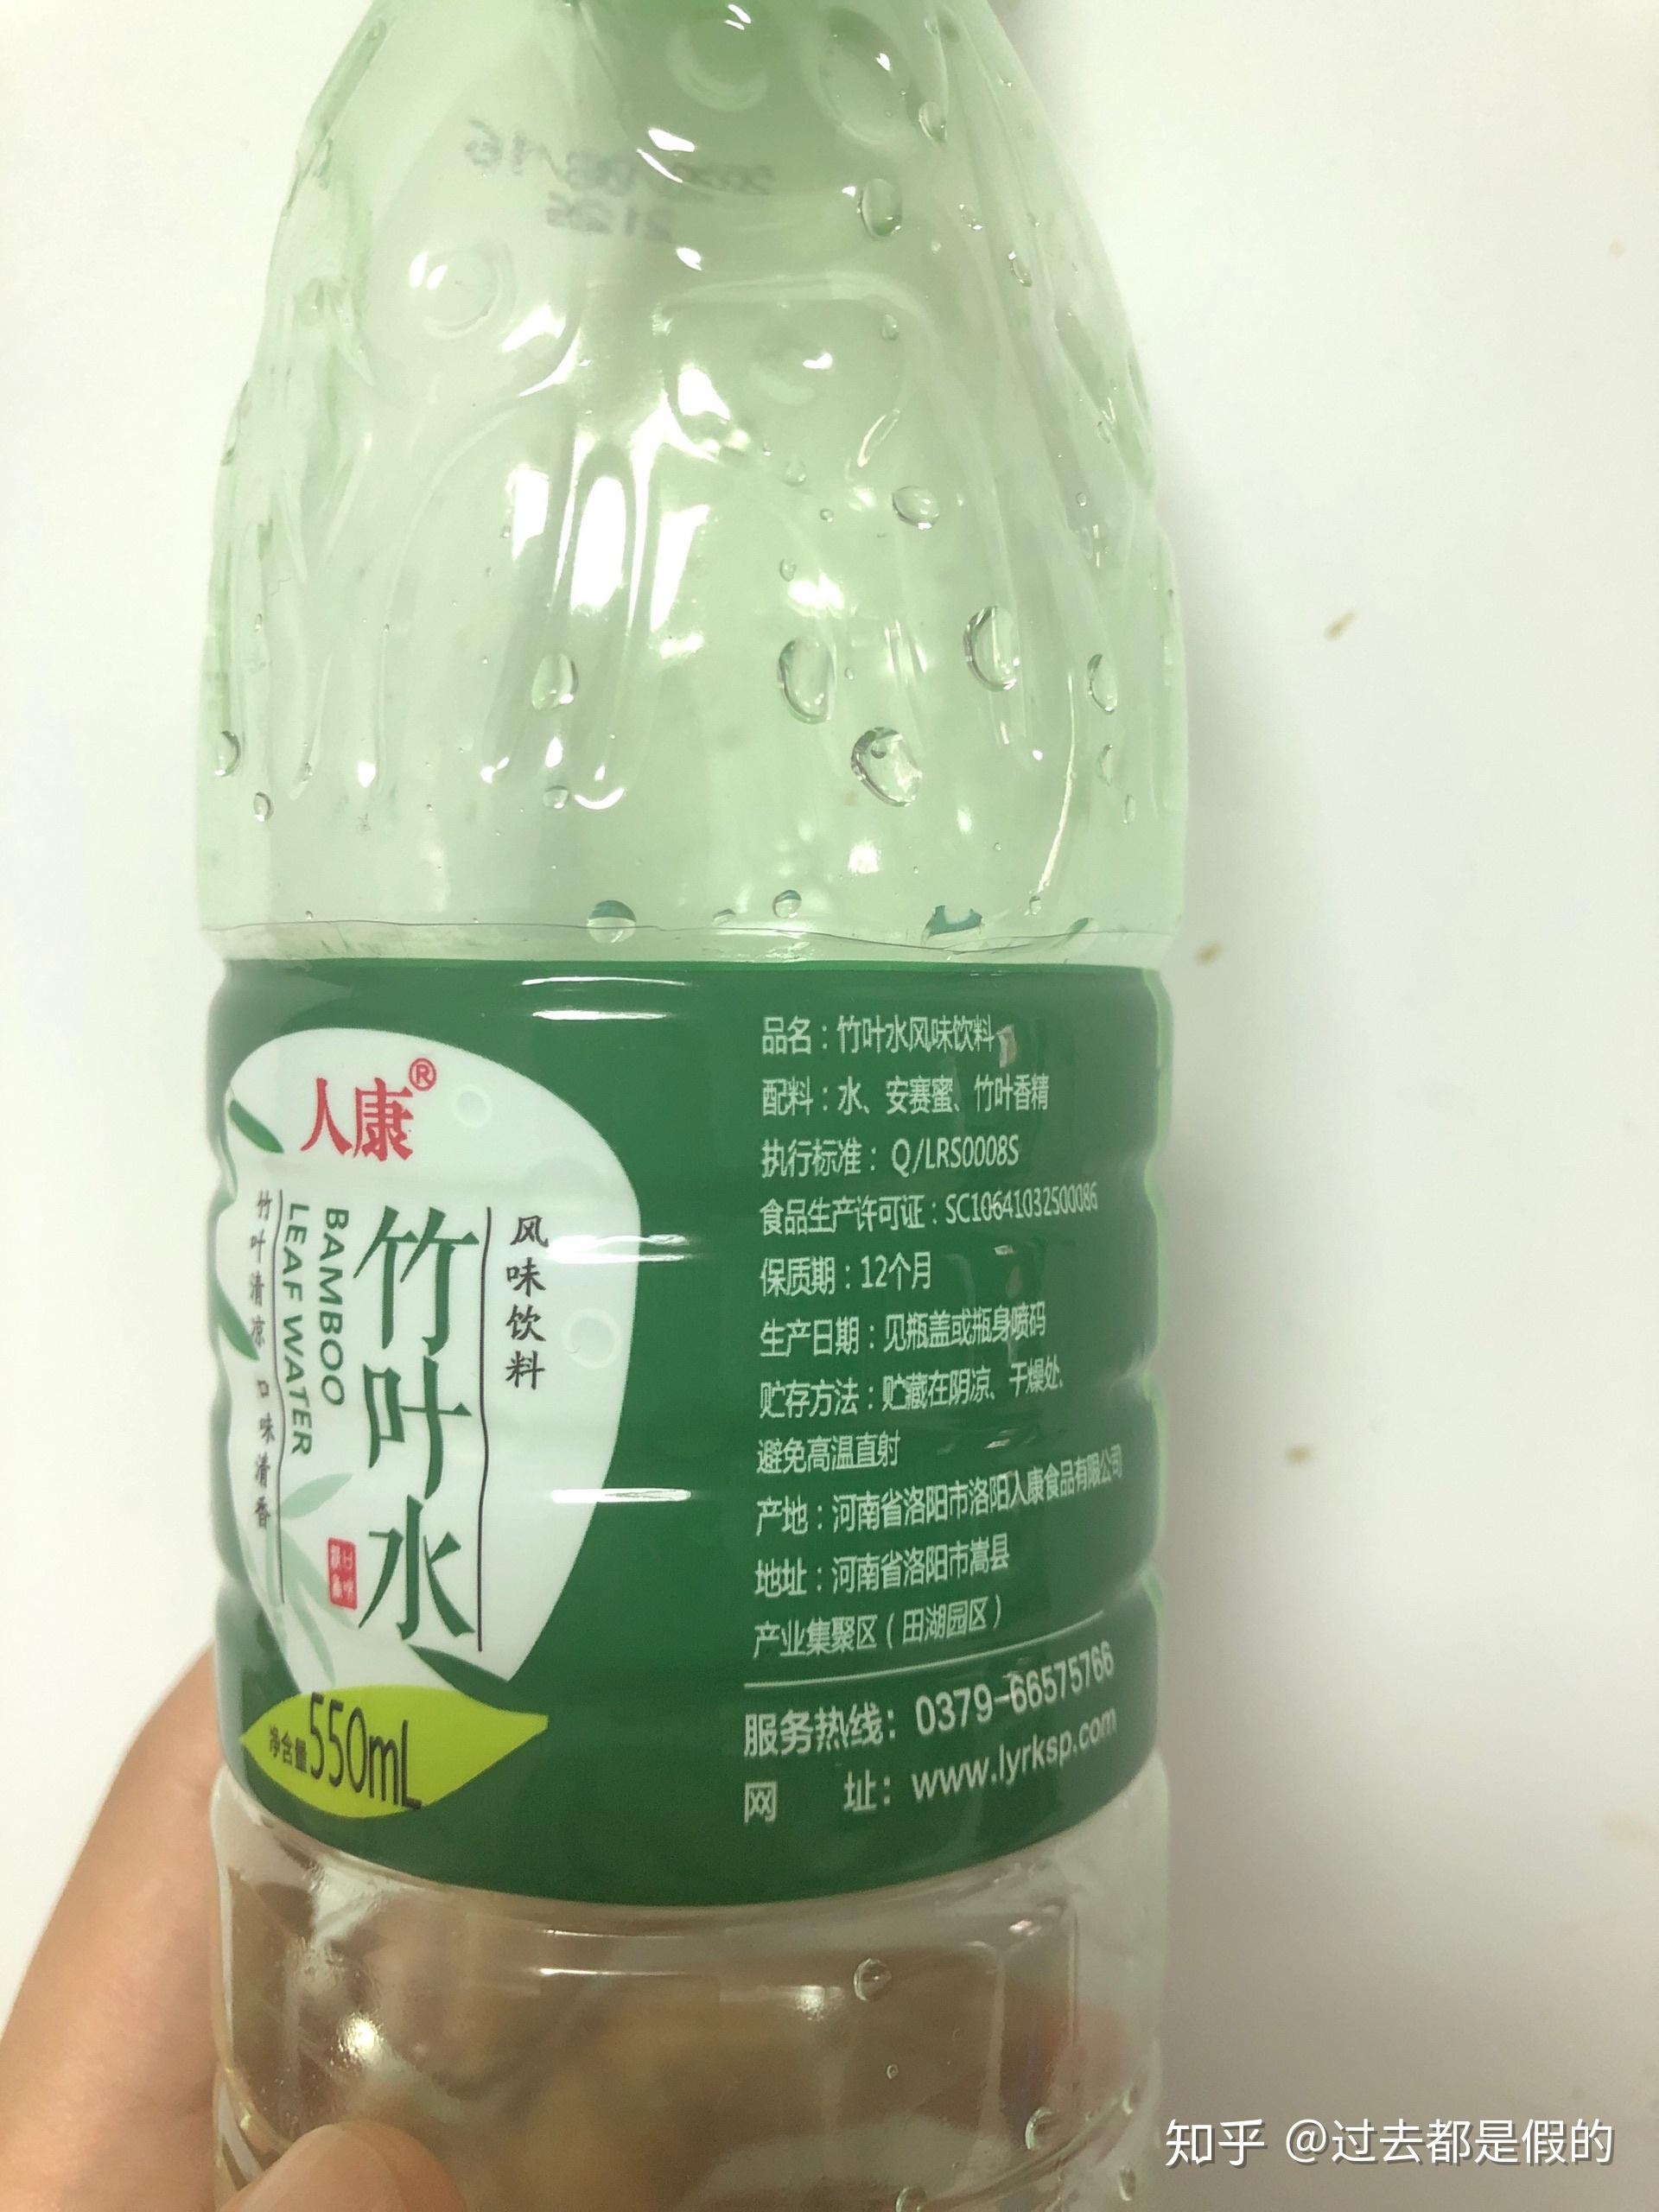 人康®
风味饮料
竹叶水
BAMBOO
LEAF WATER
竹叶清凉 口味清香
净含量550mL
品名：竹叶水风味饮料
配料：水、安赛蜜、竹叶香精
执行标准：Q/LRS0008S
食品生产许可证：SC10641032500086
保质期：12个月
生产日期：见瓶盖或瓶身喷码
贮存方法：贮藏在阴凉、干燥处、
避免高温直射
产地：河南省洛阳市洛阳人康食品有限公司
地址：河南省洛阳市嵩县
产业集聚区（田湖园区）
服务热线：0379-66575766
网 址：www.lyrksp.com
知乎 @过去都是假的